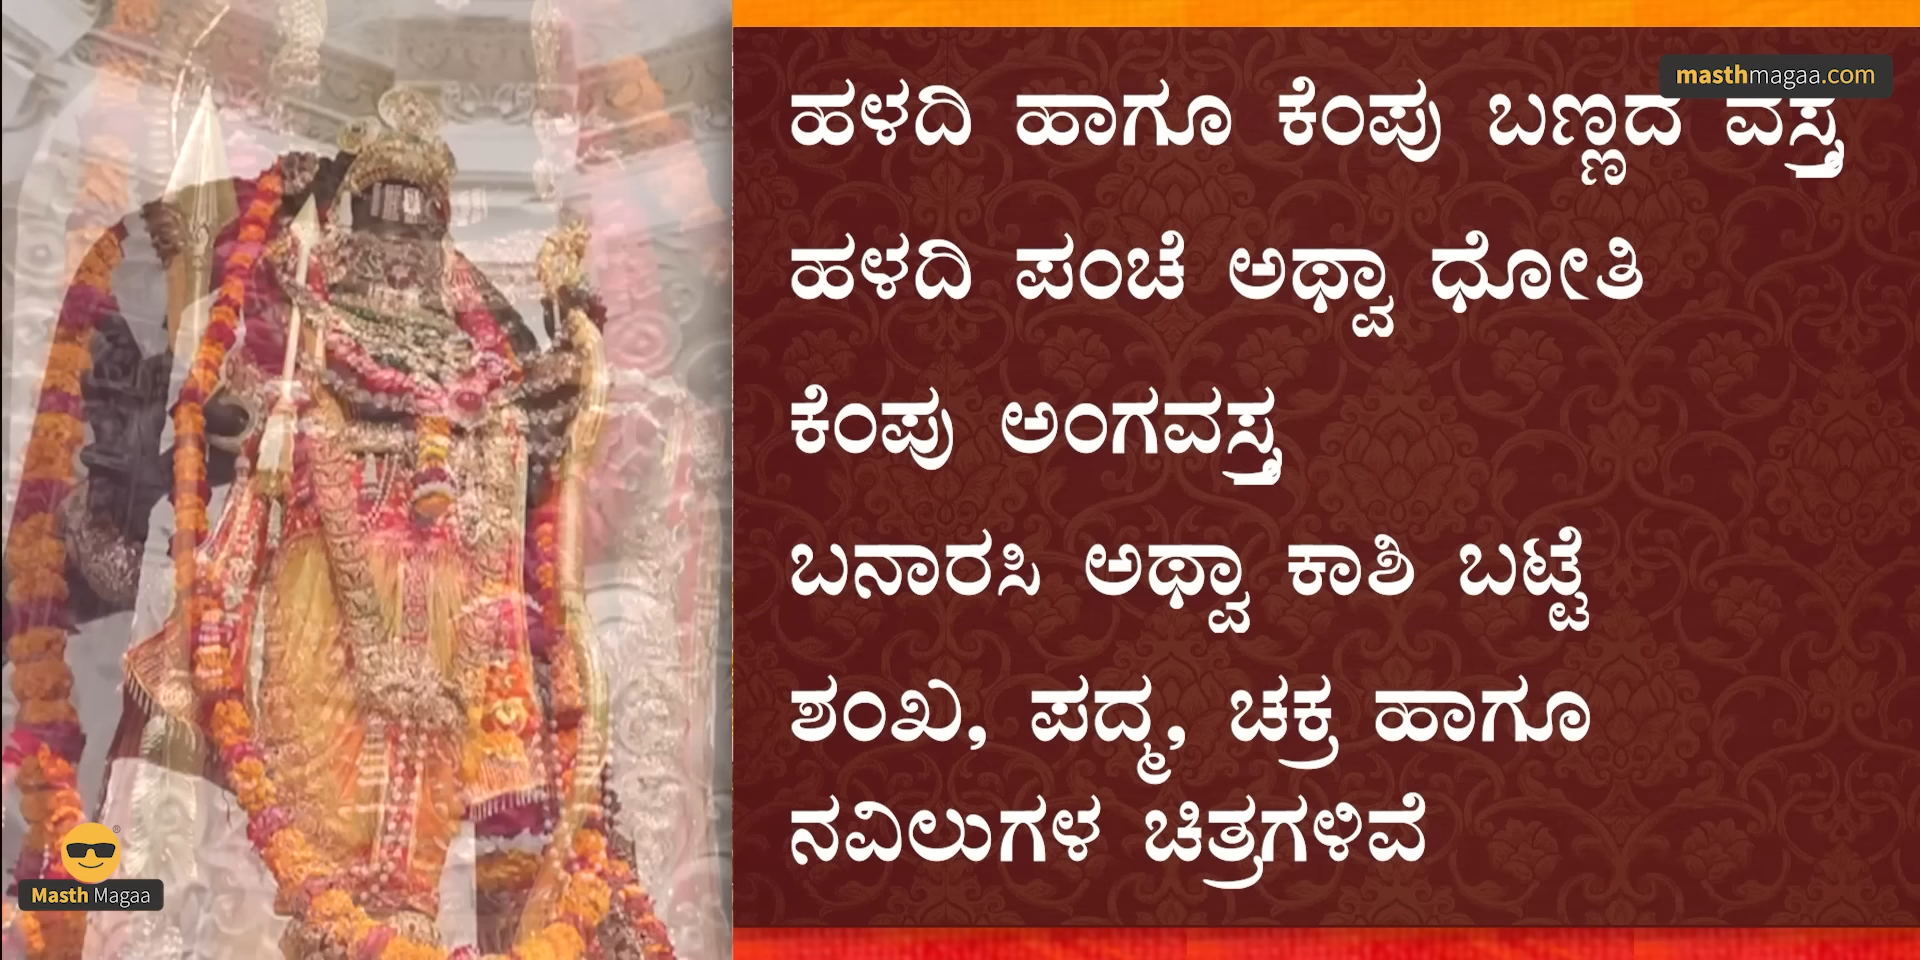 masthmagaa.com
ಹಳದಿ ಹಾಗೂ ಕೆಂಪು ಬಣ್ಣದ ವಸ್ತ್ರ
ಹಳದಿ ಪಂಚೆ ಅಥ್ವಾ ಧೋತಿ
ಕೆಂಪು ಅಂಗವಸ್ತ್ರ
ಬನಾರಸಿ ಅಥ್ವಾ ಕಾಶಿ ಬಟ್ಟೆ
ಶಂಖ, ಪದ್ಮ, ಚಕ್ರ ಹಾಗೂ
ನವಿಲುಗಳ ಚಿತ್ರಗಳಿವೆ
Masth Magaa